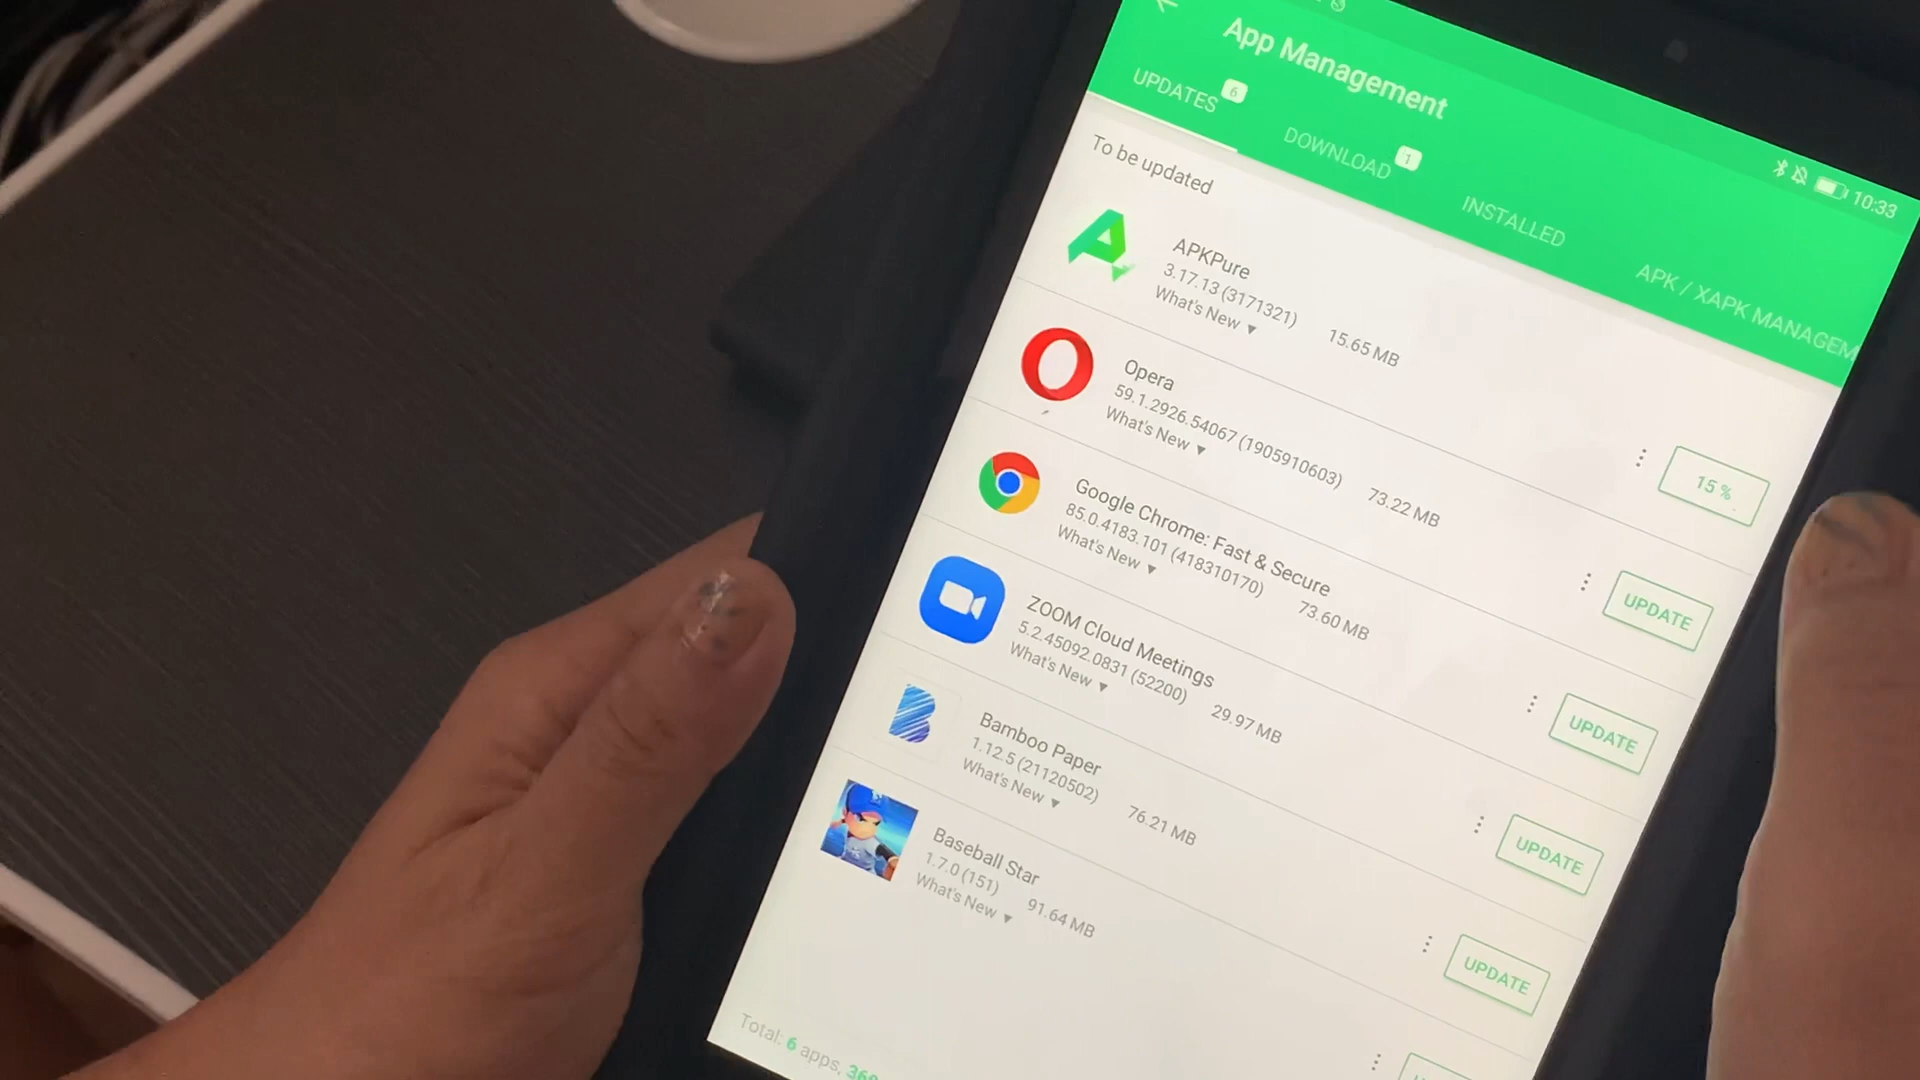 App Management
10:33
UPDATES 6
DOWNLOAD 1
INSTALLED
APK / XAPK MANAGEM
To be updated
APKPure
3.17.13 (3171321) 15.65 MB
What's New ▼
15 %
Opera
59.1.2926.54067 (1905910603) 73.22 MB
What's New ▼
UPDATE
Google Chrome: Fast & Secure
85.0.4183.101 (418310170) 73.60 MB
What's New ▼
UPDATE
ZOOM Cloud Meetings
5.2.45092.0831 (52200) 29.97 MB
What's New ▼
UPDATE
Bamboo Paper
1.12.5 (21120502) 76.21 MB
What's New ▼
UPDATE
Baseball Star
1.7.0 (151) 91.64 MB
What's New ▼
Total: 6 apps,